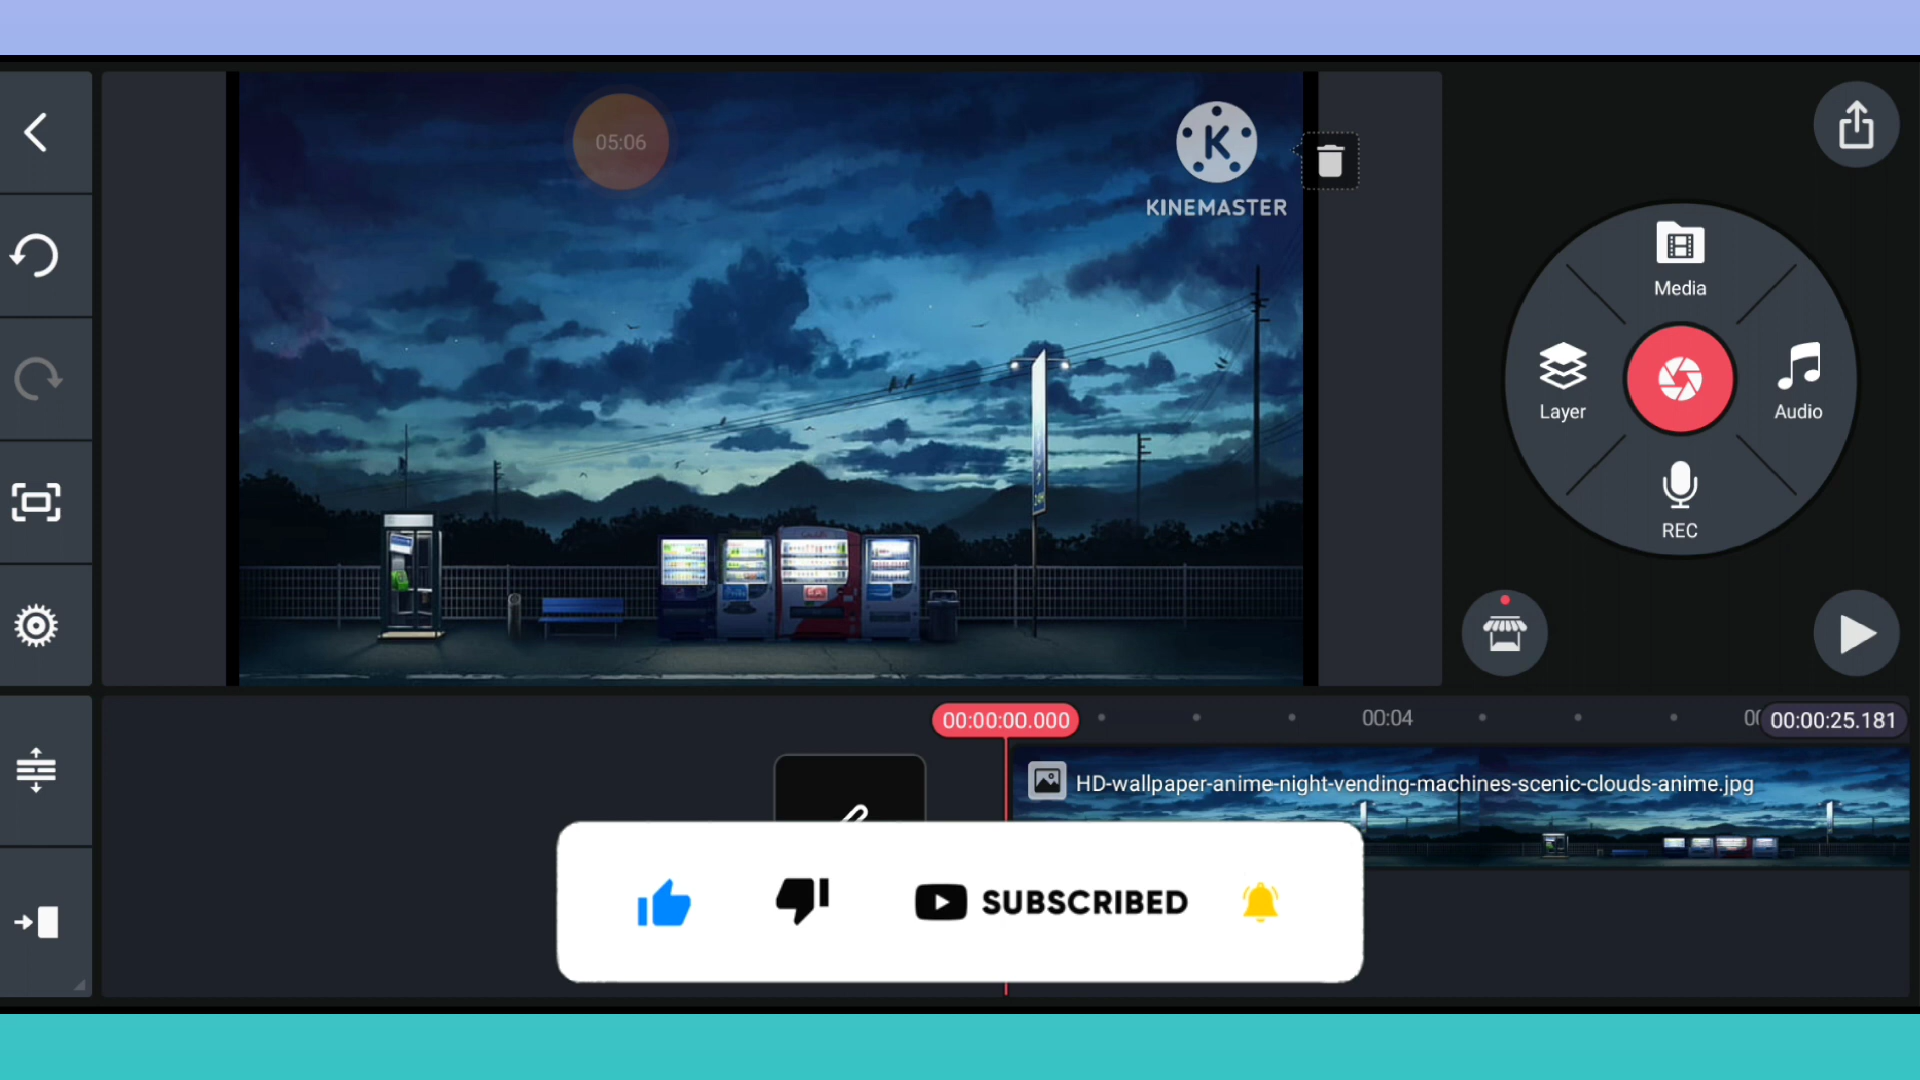 05:06
K
KINEMASTER
Media
Layer
Audio
REC
00:00:00.000
00:04
00:00:25.181
HD-wallpaper-anime-night-vending-machines-scenic-clouds-anime.jpg
SUBSCRIBED